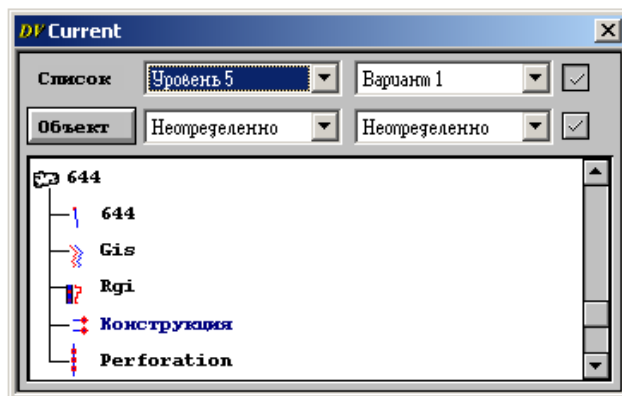 DV Current
Список Уровень 5 Вариант 1
Объект Неопределенно Неопределенно
644
644
Gis
Rgi
Конструкция
Perforation